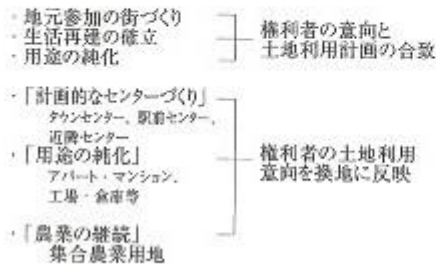 ・地元参加の街づくり
・生活再建の確立
・用途の純化
権利者の意向と
土地利用計画の合致
・「計画的なセンターづくり」
タウンセンター、駅前センター、
近隣センター
・「用途の純化」
アパート・マンション、
工場・倉庫等
・「農業の継続」
集合農業用地
権利者の土地利用
意向を換地に反映